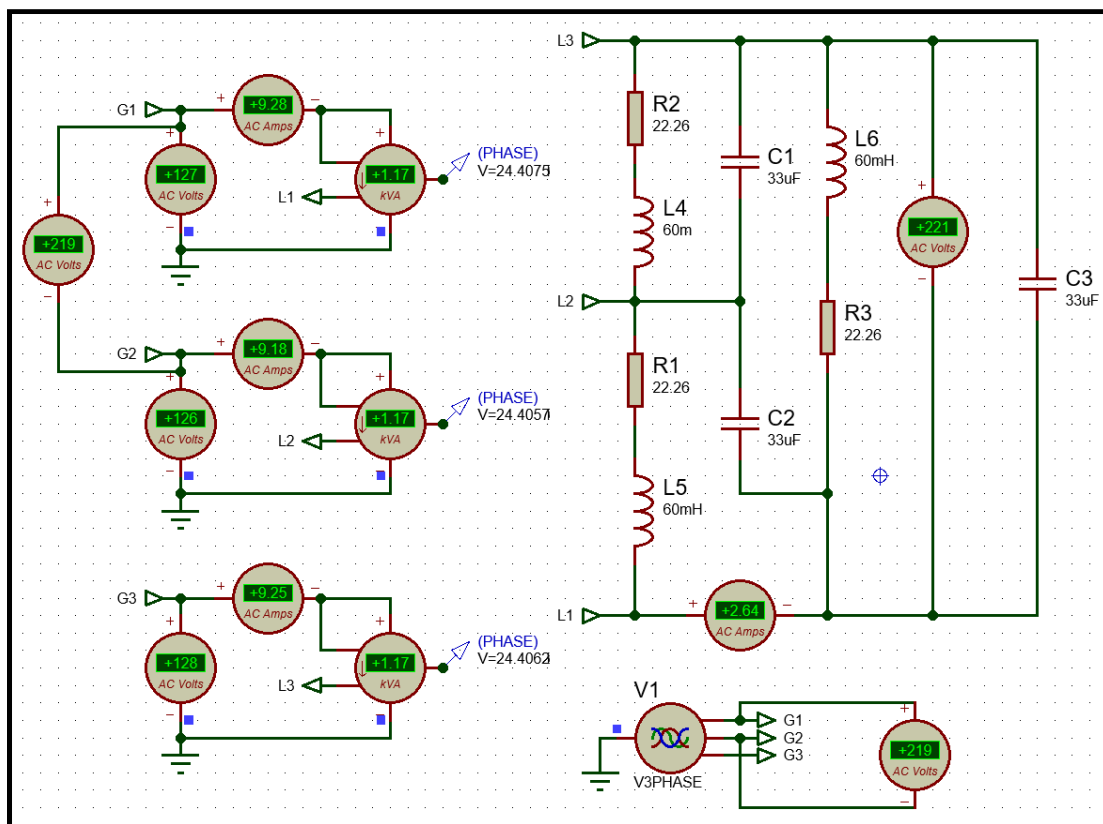 G1
+9.28
AC Amps
+127
AC Volts
L1
+1.17
kVA
(PHASE)
V=24.4075
+219
AC Volts
G2
+9.18
AC Amps
+126
AC Volts
L2
+1.17
kVA
(PHASE)
V=24.4057
G3
+9.25
AC Amps
+128
AC Volts
L3
+1.17
kVA
(PHASE)
V=24.4062
L3
R2
22.26
C1
33uF
L6
60mH
L4
60m
+221
AC Volts
C3
33uF
L2
R3
22.26
R1
22.26
C2
33uF
L5
60mH
L1
+2.64
AC Amps
V1
V3PHASE
G1
G2
G3
+219
AC Volts